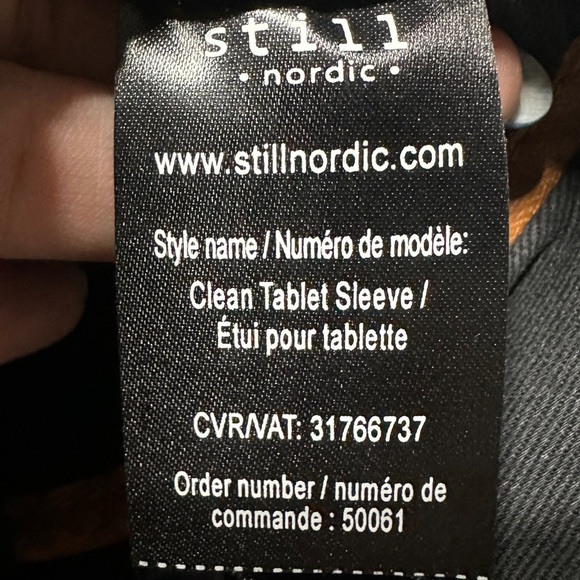 still
• nordic •
www.stillnordic.com
Style name / Numéro de modèle:
Clean Tablet Sleeve /
Étui pour tablette
CVR/VAT: 31766737
Order number / numéro de
commande : 50061